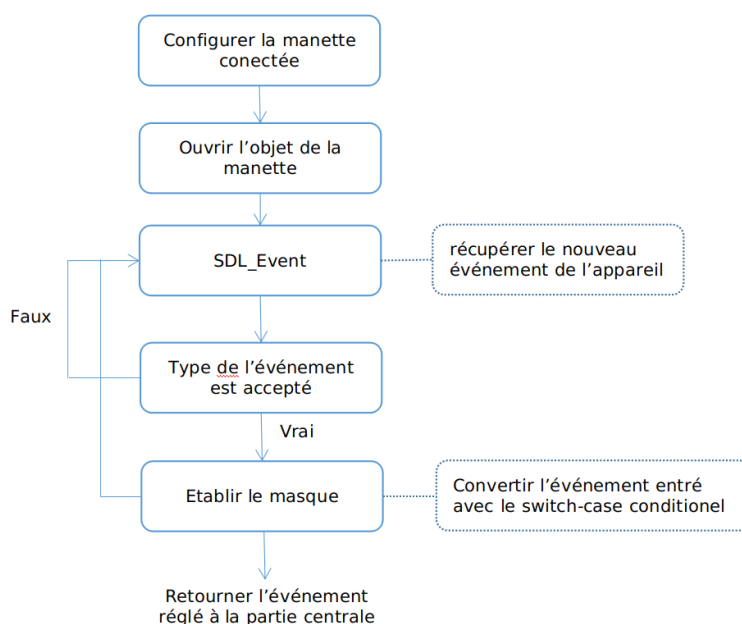 Configurer la manette
conectée
Ouvrir l’objet de la
manette
SDL_Event
récupérer le nouveau
événement de l’appareil
Faux
Type de l’événement
est accepté
Vrai
Etablir le masque
Convertir l’événement entré
avec le switch-case conditionel
Retourner l’événement
réglé à la partie centrale